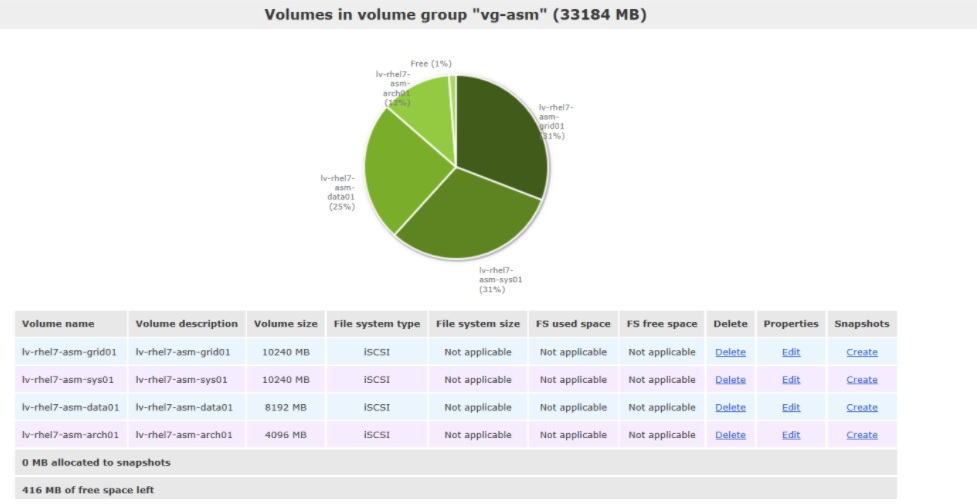 Volumes in volume group "vg-asm" (33184 MB)
Free (1%)
lv-rhel7-
asm-
arch01
(12%)
lv-rhel7-
asm-
grid01
(31%)
lv-rhel7-
asm-
data01
(25%)
lv-rhel7-
asm-sys01
(31%)
Volume name Volume description Volume size File system type File system size FS used space FS free space Delete Properties Snapshots
lv-rhel7-asm-grid01 lv-rhel7-asm-grid01 10240 MB iSCSI Not applicable Not applicable Not applicable Delete Edit Create
lv-rhel7-asm-sys01 lv-rhel7-asm-sys01 10240 MB iSCSI Not applicable Not applicable Not applicable Delete Edit Create
lv-rhel7-asm-data01 lv-rhel7-asm-data01 8192 MB iSCSI Not applicable Not applicable Not applicable Delete Edit Create
lv-rhel7-asm-arch01 lv-rhel7-asm-arch01 4096 MB iSCSI Not applicable Not applicable Not applicable Delete Edit Create
0 MB allocated to snapshots
416 MB of free space left